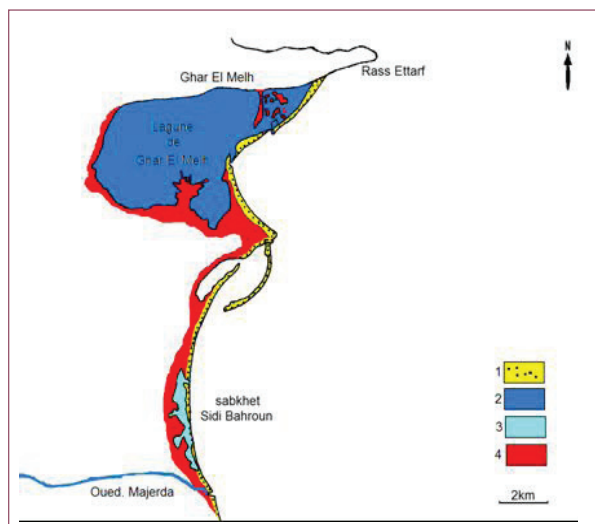 N
Ghar El Melh
Rass Ettarf
Lagune
de
Ghar El Melh
1
2
3
4
sabkhet
Sidi Bahroun
Oued. Majerda
2km